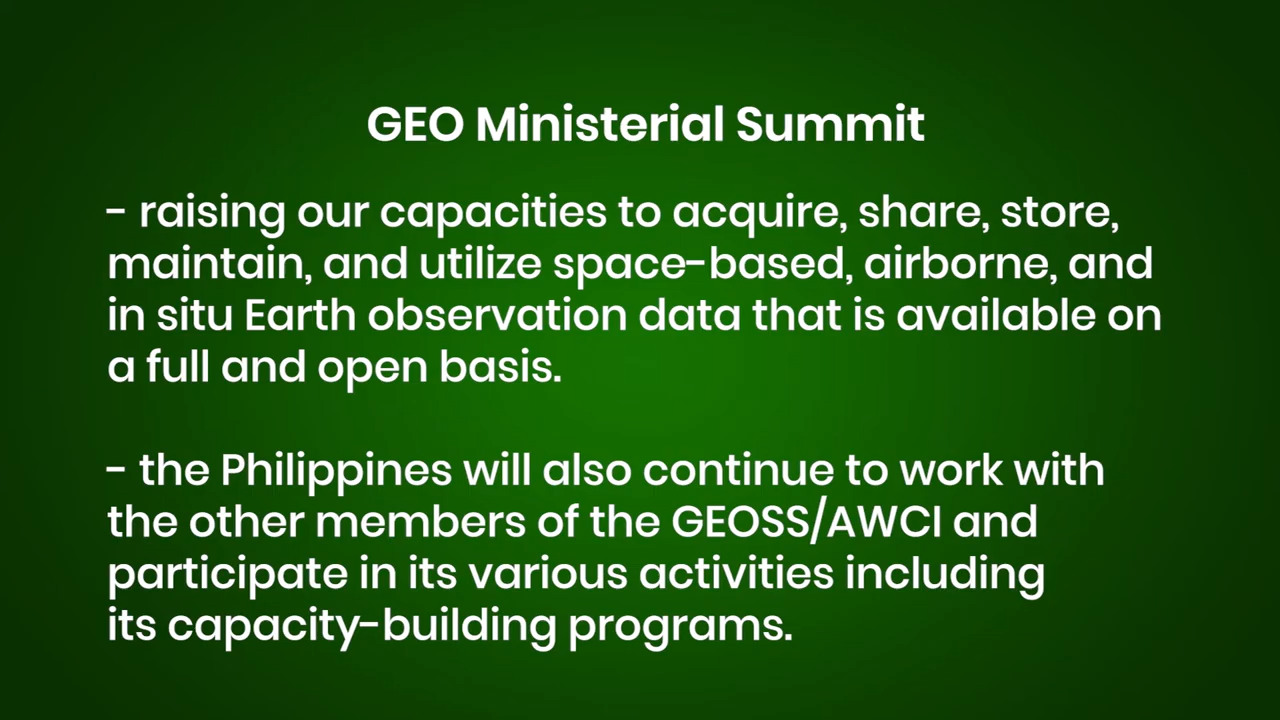 GEO Ministerial Summit
- raising our capacities to acquire, share, store,
maintain, and utilize space-based, airborne, and
in situ Earth observation data that is available on
a full and open basis.
- the Philippines will also continue to work with
the other members of the GEOSS/AWCI and
participate in its various activities including
its capacity-building programs.